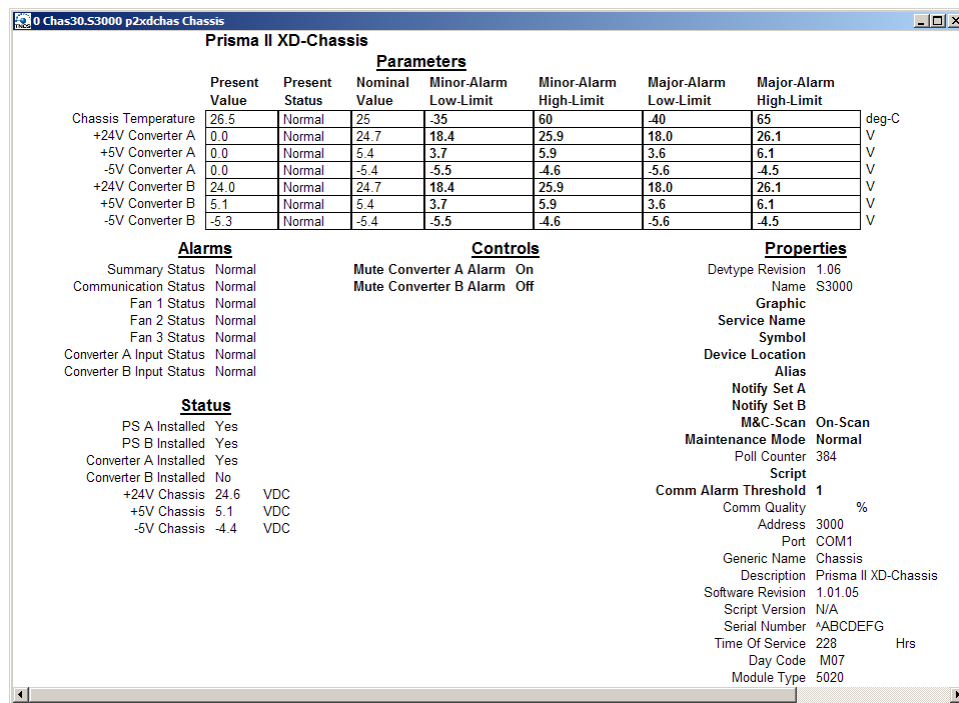 0 Chas30.S3000 p2xdchas Chassis
Prisma II XD-Chassis
Parameters
Present Value Present Status Nominal Value Minor-Alarm Low-Limit Minor-Alarm High-Limit Major-Alarm Low-Limit Major-Alarm High-Limit
Chassis Temperature 26.5 Normal 25 -35 60 -40 65 deg-C
+24V Converter A 0.0 Normal 24.7 18.4 25.9 18.0 26.1 V
+5V Converter A 0.0 Normal 5.4 3.7 5.9 3.6 6.1 V
-5V Converter A 0.0 Normal -5.4 -5.5 -4.6 -5.6 -4.5 V
+24V Converter B 24.0 Normal 24.7 18.4 25.9 18.0 26.1 V
+5V Converter B 5.1 Normal 5.4 3.7 5.9 3.6 6.1 V
-5V Converter B -5.3 Normal -5.4 -5.5 -4.6 -5.6 -4.5 V
Alarms
Summary Status Normal
Communication Status Normal
Fan 1 Status Normal
Fan 2 Status Normal
Fan 3 Status Normal
Converter A Input Status Normal
Converter B Input Status Normal
Status
PS A Installed Yes
PS B Installed Yes
Converter A Installed Yes
Converter B Installed No
+24V Chassis 24.6 VDC
+5V Chassis 5.1 VDC
-5V Chassis -4.4 VDC
Controls
Mute Converter A Alarm On
Mute Converter B Alarm Off
Properties
Devtype Revision 1.06
Name S3000
Graphic
Service Name
Symbol
Device Location
Alias
Notify Set A
Notify Set B
M&C-Scan On-Scan
Maintenance Mode Normal
Poll Counter 384
Script
Comm Alarm Threshold 1
Comm Quality %
Address 3000
Port COM1
Generic Name Chassis
Description Prisma II XD-Chassis
Software Revision 1.01.05
Script Version N/A
Serial Number ^ABCDEFG
Time Of Service 228 Hrs
Day Code M07
Module Type 5020